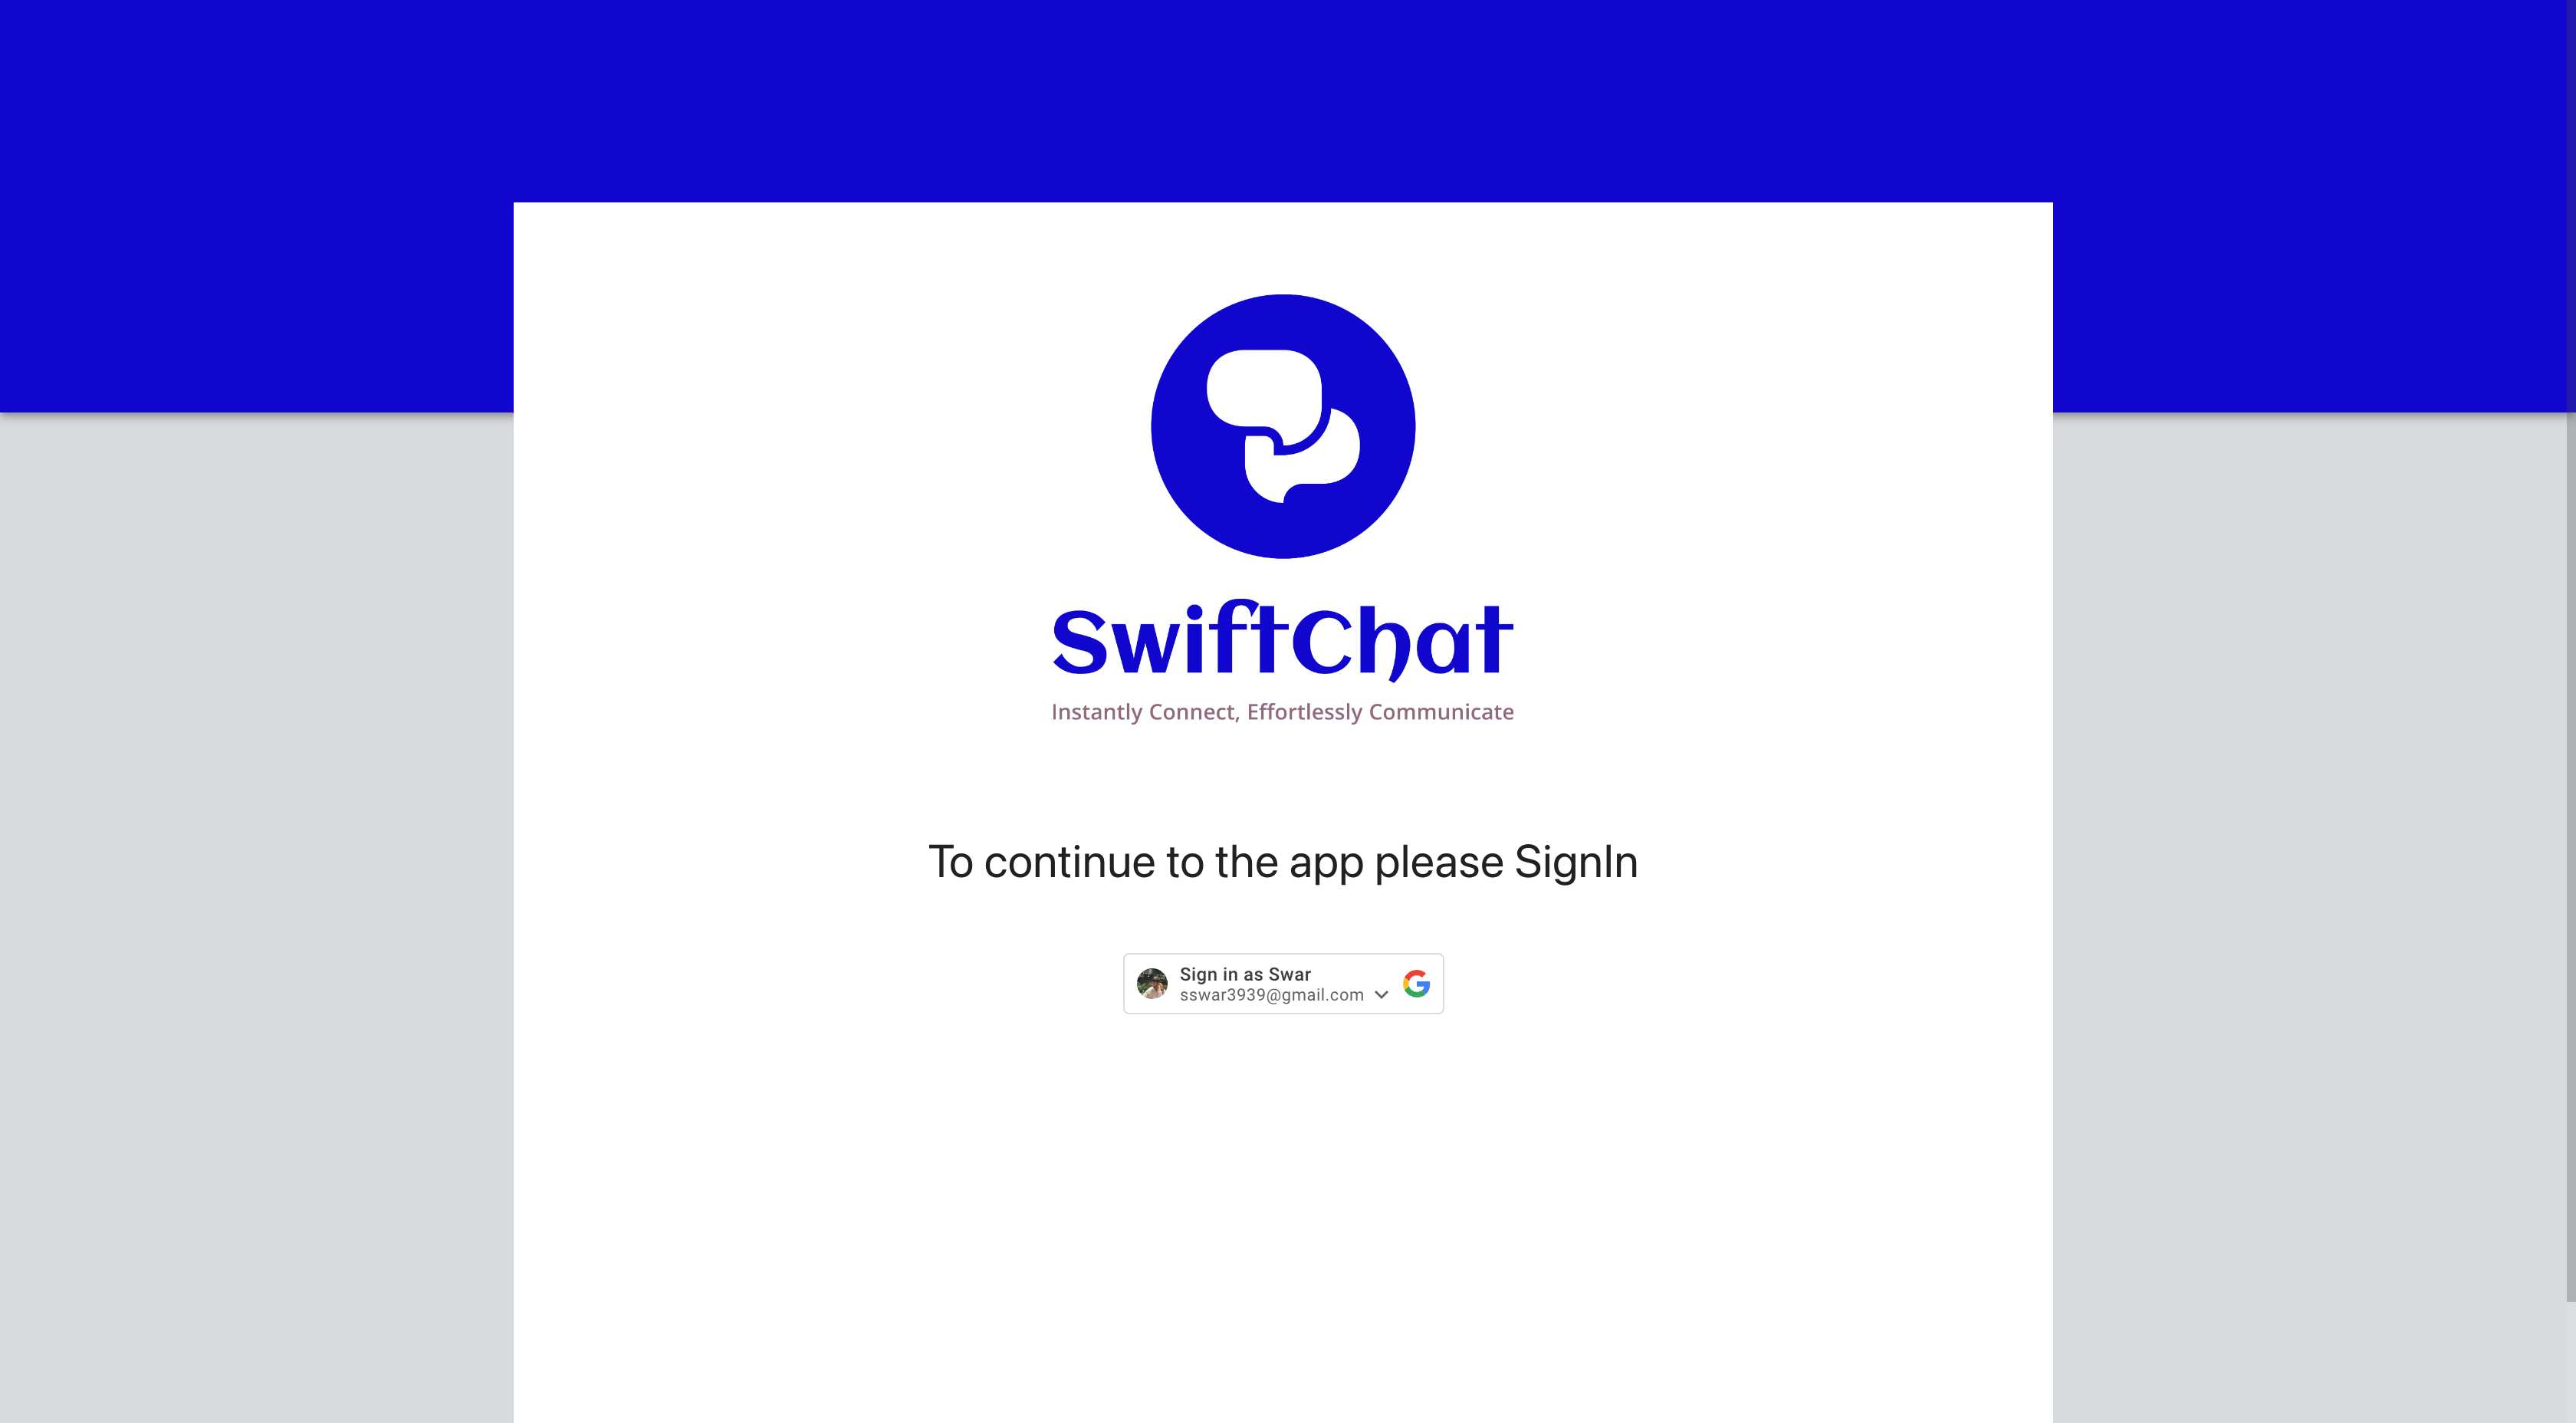 SwiftChat
Instantly Connect, Effortlessly Communicate
To continue to the app please SignIn
Sign in as Swar
sswar3939@gmail.com